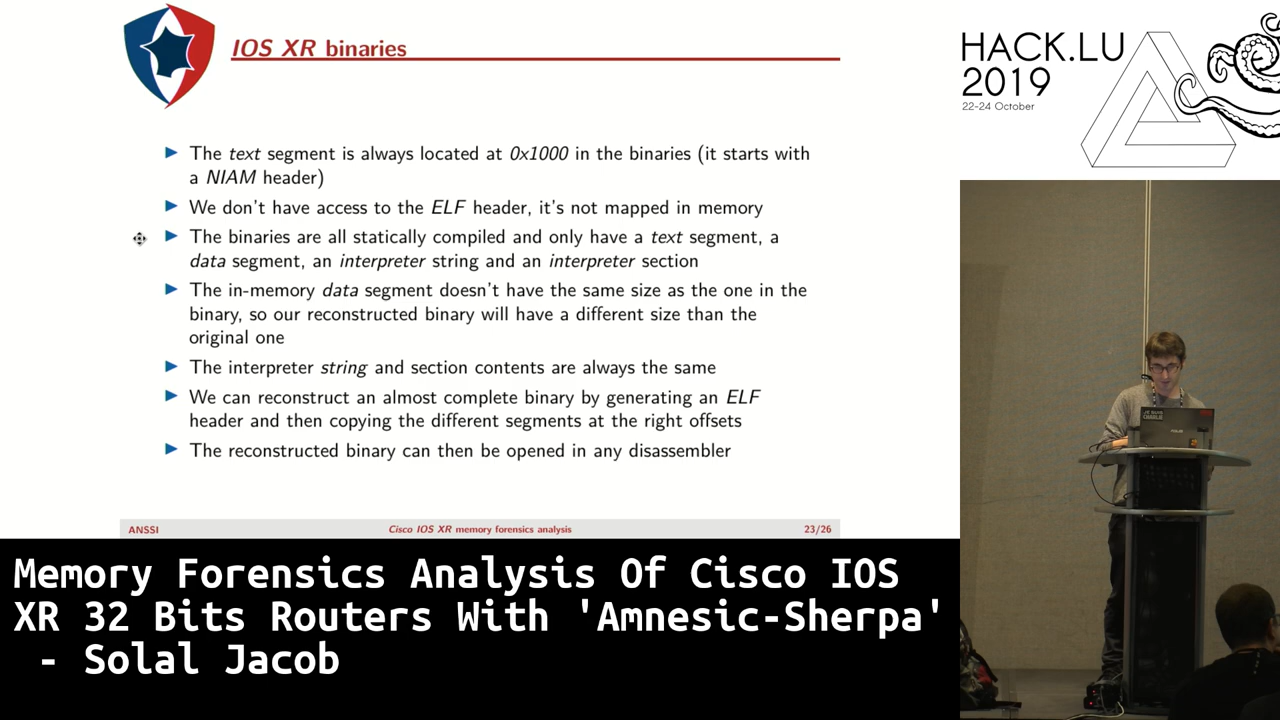 IOS XR binaries
The text segment is always located at 0x1000 in the binaries (it starts with
a NIAM header)
We don't have access to the ELF header, it's not mapped in memory
The binaries are all statically compiled and only have a text segment, a
data segment, an interpreter string and an interpreter section
The in-memory data segment doesn't have the same size as the one in the
binary, so our reconstructed binary will have a different size than the
original one
The interpreter string and section contents are always the same
We can reconstruct an almost complete binary by generating an ELF
header and then copying the different segments at the right offsets
The reconstructed binary can then be opened in any disassembler
ANSSI
Cisco IOS XR memory forensics analysis
23/26
HACK.LU
2019
22-24 October
JE SUIS
CHARLIE
Memory Forensics Analysis Of Cisco IOS
XR 32 Bits Routers With 'Amnesic-Sherpa'
- Solal Jacob